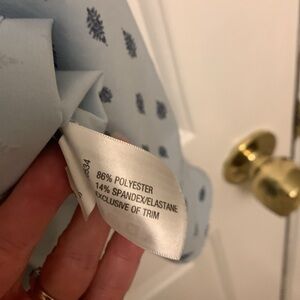 86% POLYESTER
14% SPANDEX/ELASTANE
EXCLUSIVE OF TRIM